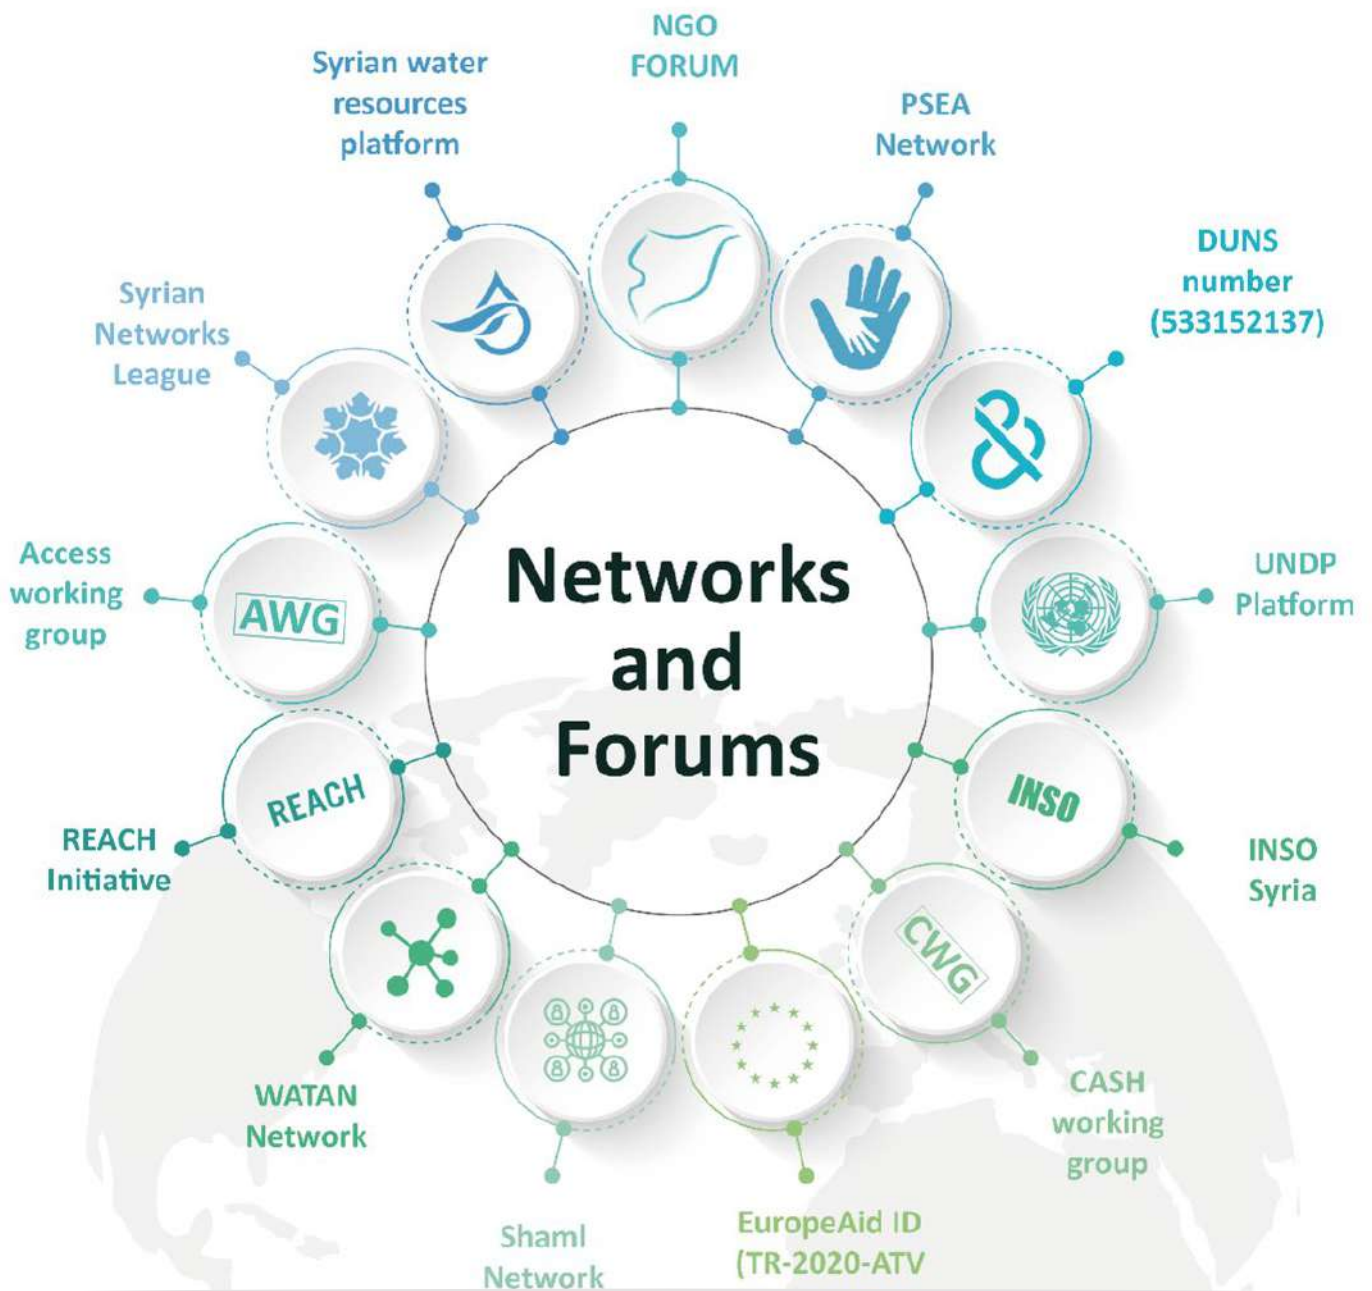 NGO
FORUM
Syrian water
resources
platform
PSEA
Network
DUNS
number
(533152137)
Syrian
Networks
League
Access
working
group
AWG
UNDP
Platform
Networks
and
Forums
REACH
REACH
Initiative
INSO
INSO
Syria
CWG
CASH
working
group
WATAN
Network
Shaml
Network
EuropeAid ID
(TR-2020-ATV